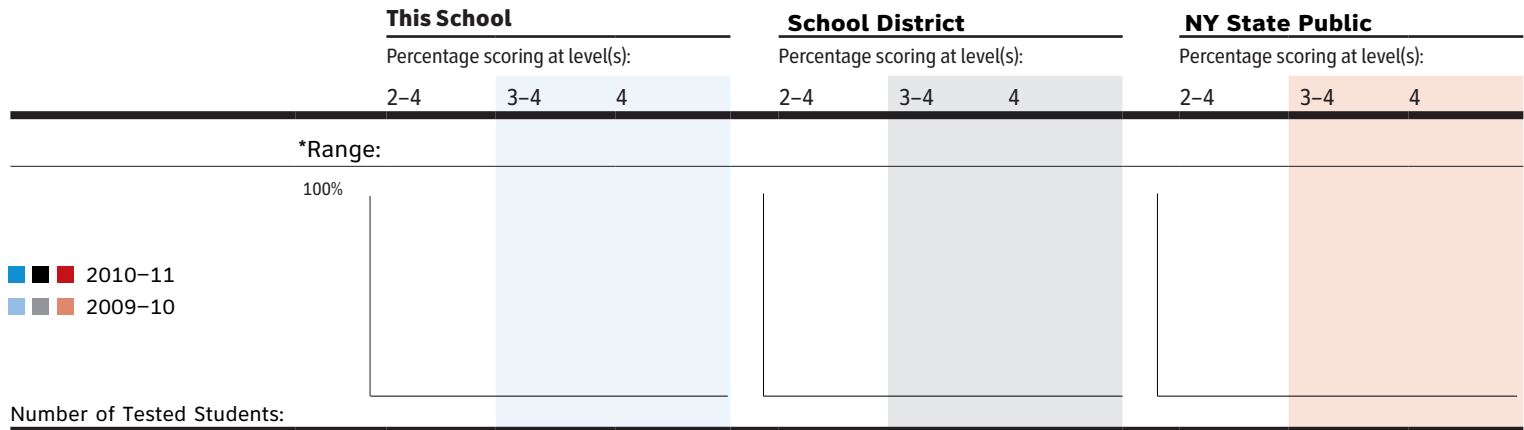 This School School District NY State Public
Percentage scoring at level(s): Percentage scoring at level(s): Percentage scoring at level(s):
2–4 3–4 4 2–4 3–4 4 2–4 3–4 4
*Range:
100%
2010–11
2009–10
Number of Tested Students: